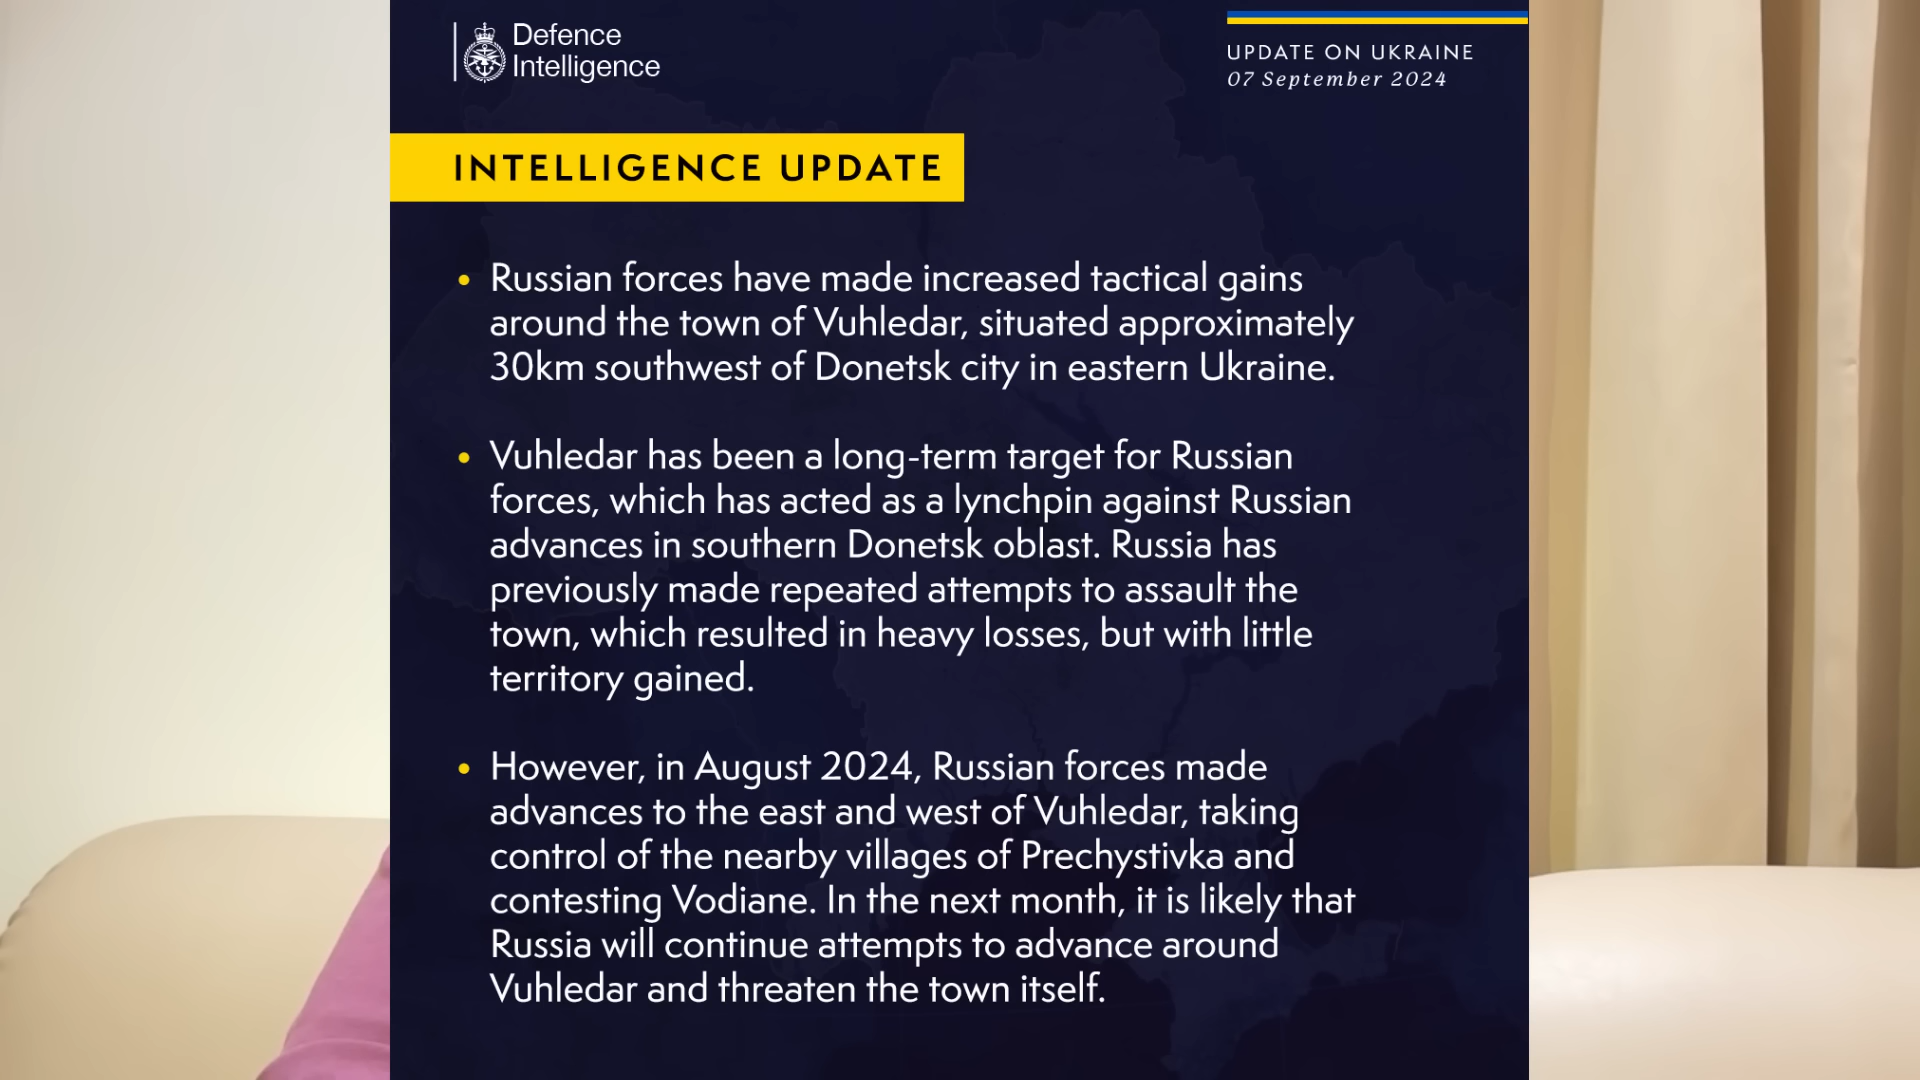 Defence
Intelligence
UPDATE ON UKRAINE
07 September 2024
INTELLIGENCE UPDATE
• Russian forces have made increased tactical gains
around the town of Vuhledar, situated approximately
30km southwest of Donetsk city in eastern Ukraine.
• Vuhledar has been a long-term target for Russian
forces, which has acted as a lynchpin against Russian
advances in southern Donetsk oblast. Russia has
previously made repeated attempts to assault the
town, which resulted in heavy losses, but with little
territory gained.
• However, in August 2024, Russian forces made
advances to the east and west of Vuhledar, taking
control of the nearby villages of Prechystivka and
contesting Vodiane. In the next month, it is likely that
Russia will continue attempts to advance around
Vuhledar and threaten the town itself.